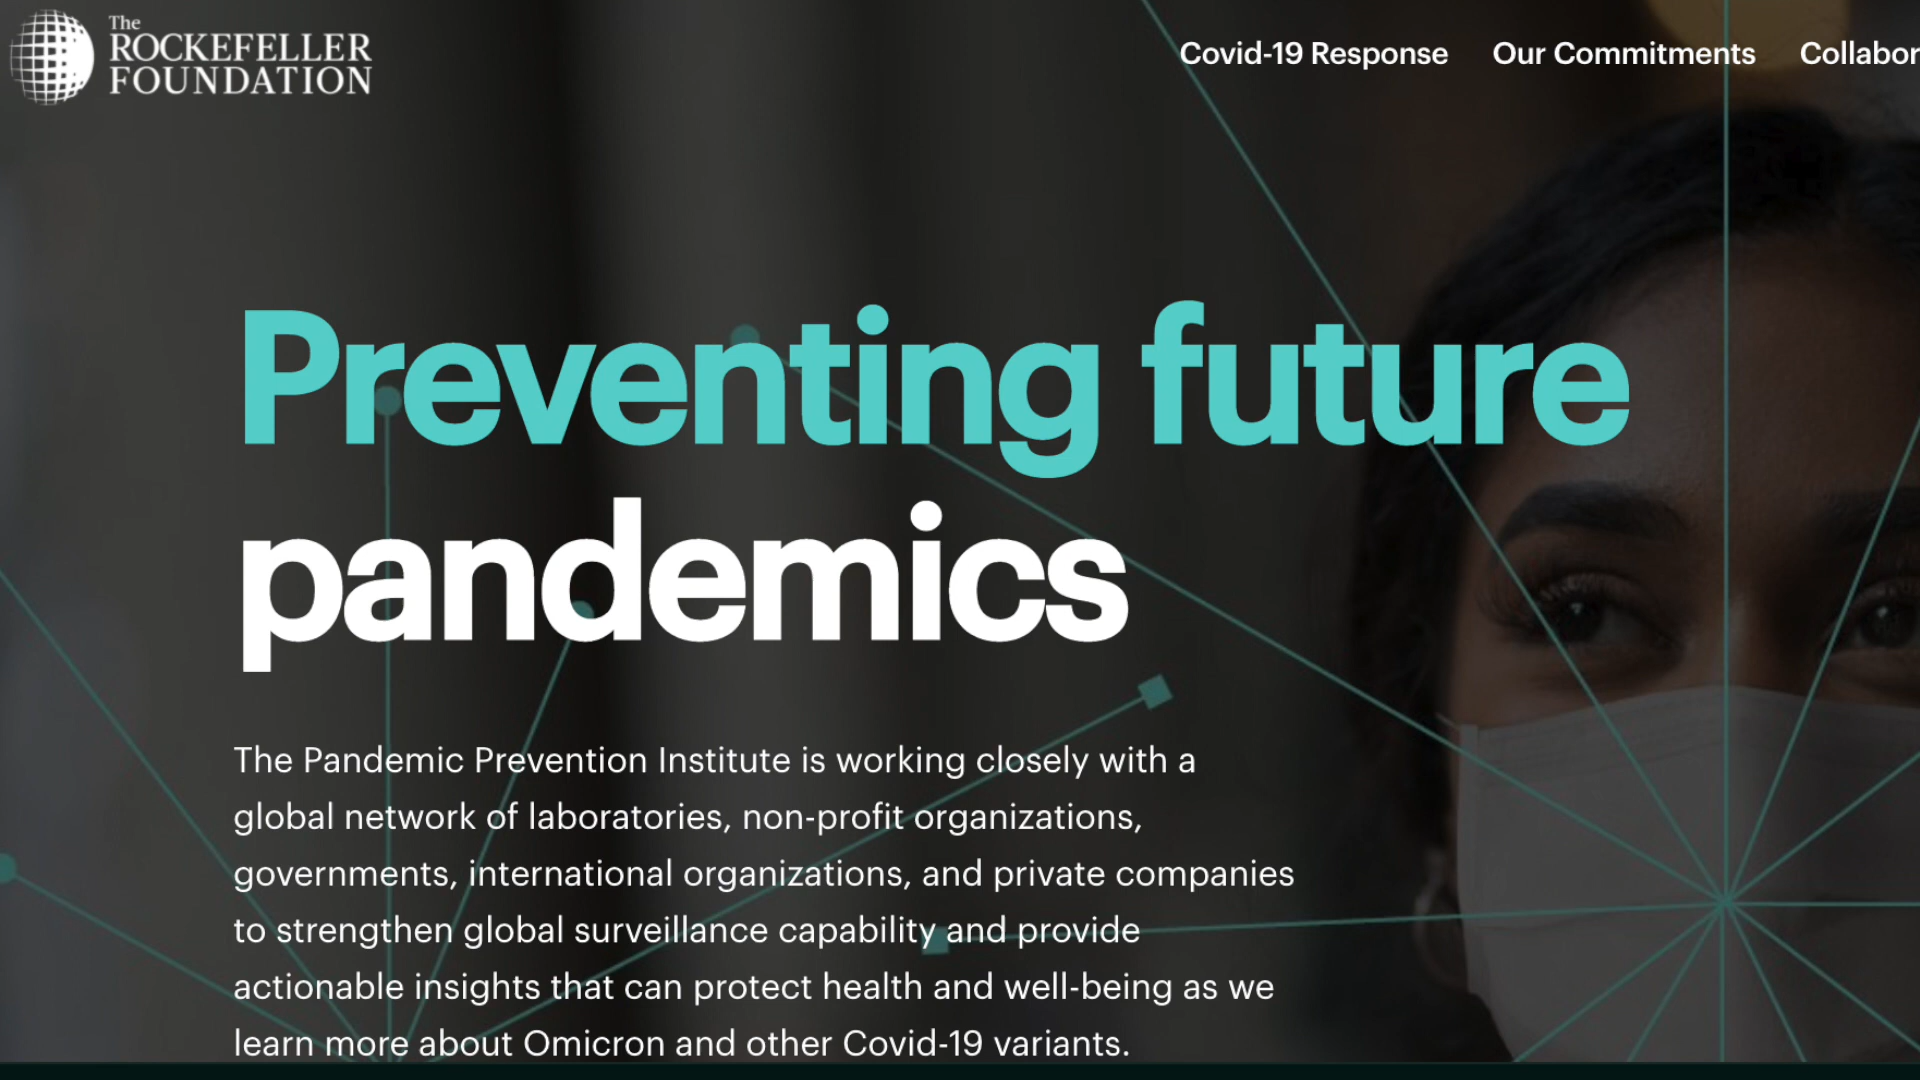 The
ROCKEFELLER
FOUNDATION
Covid-19 Response Our Commitments Collabor
Preventing future
pandemics
The Pandemic Prevention Institute is working closely with a
global network of laboratories, non-profit organizations,
governments, international organizations, and private companies
to strengthen global surveillance capability and provide
actionable insights that can protect health and well-being as we
learn more about Omicron and other Covid-19 variants.